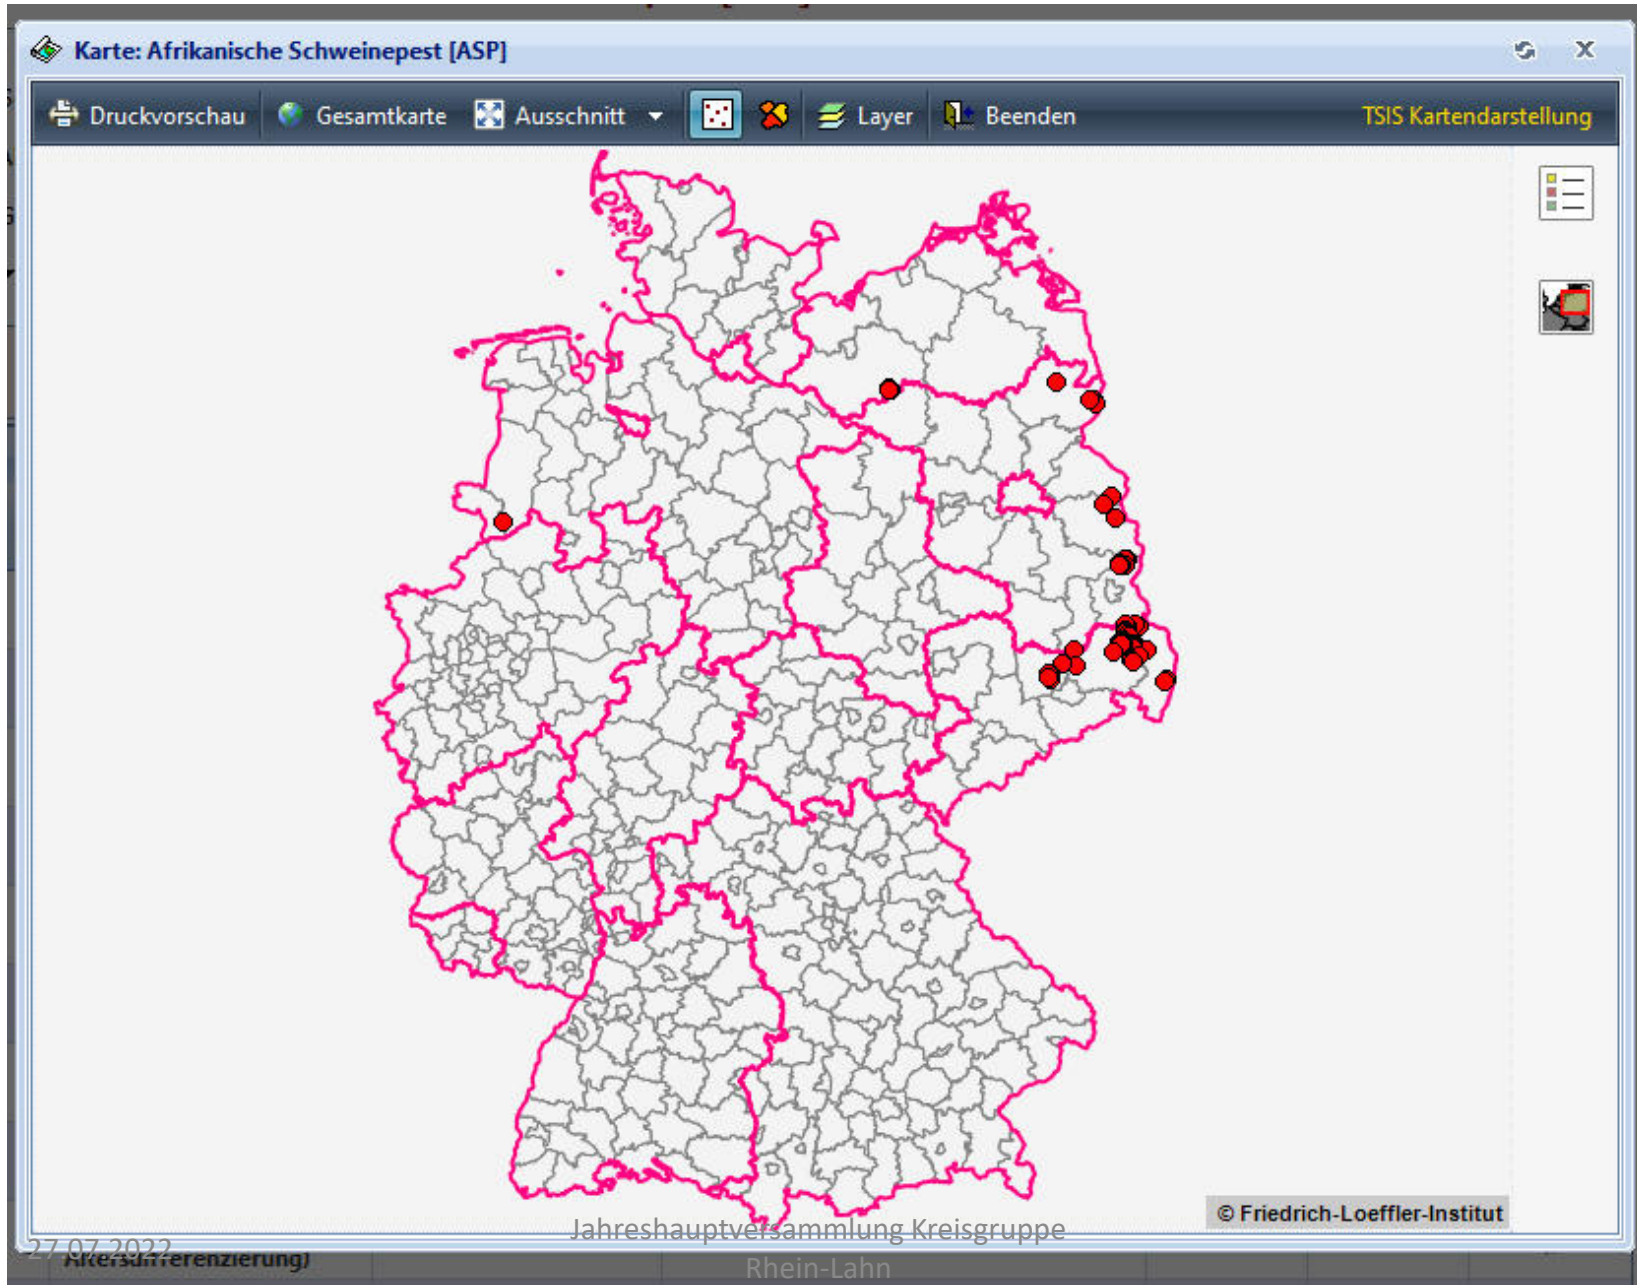 Karte: Afrikanische Schweinepest [ASP]
Druckvorschau Gesamtkarte Ausschnitt Layer Beenden TSIS Kartendarstellung
© Friedrich-Loeffler-Institut
Jahreshauptversammlung Kreisgruppe
27.07.2022
Altersdifferenzierung)
Rhein-Lahn